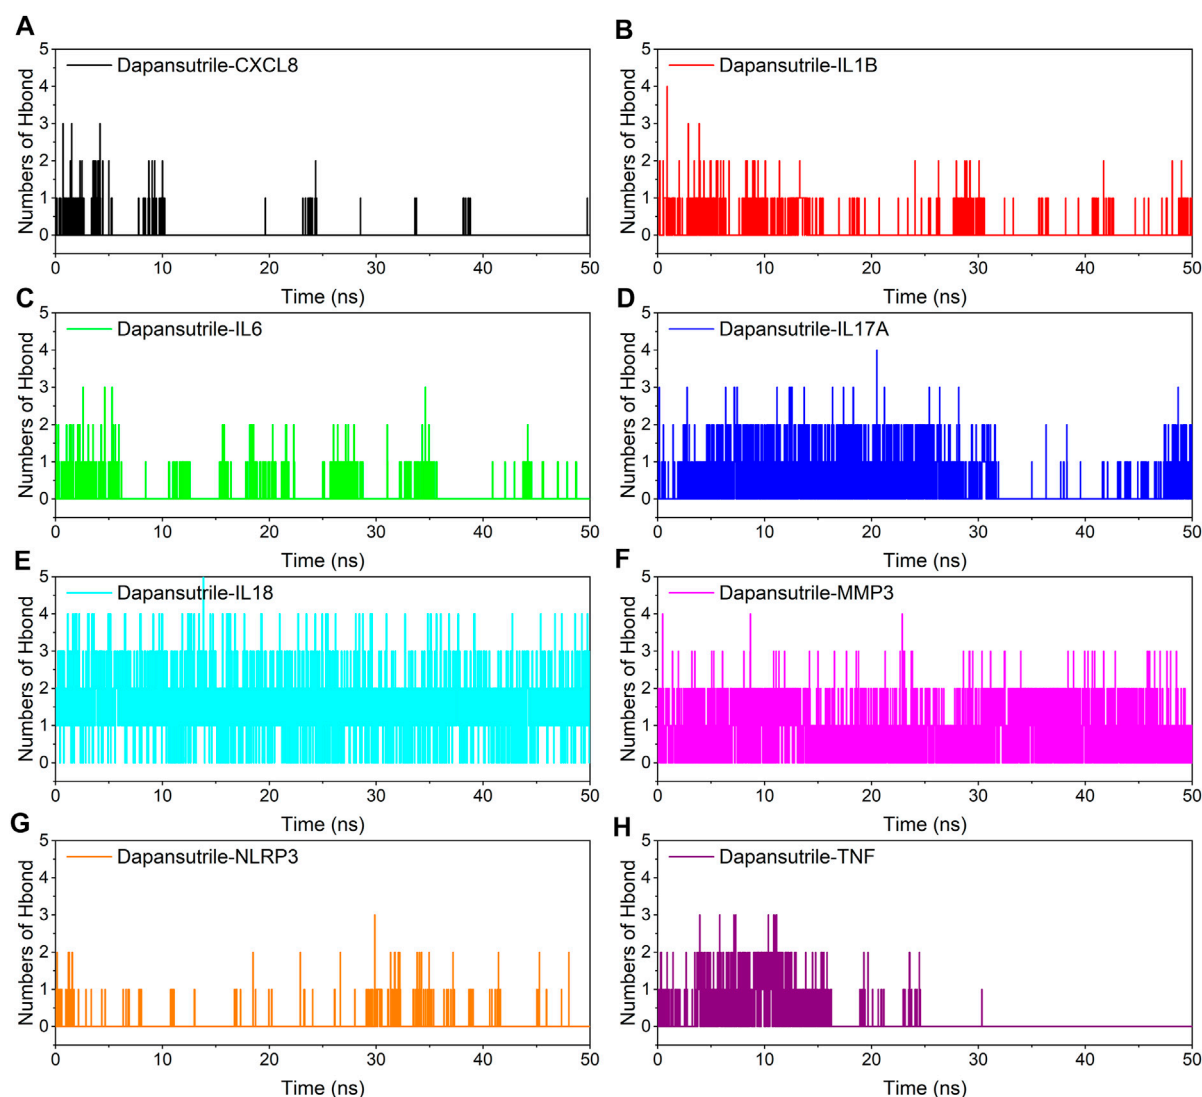 A
Dapansutrile-CXCL8
Numbers of Hbond
5
4
3
2
1
0
0 10 20 30 40 50
Time (ns)
B
Dapansutrile-IL1B
Numbers of Hbond
5
4
3
2
1
0
0 10 20 30 40 50
Time (ns)
C
Dapansutrile-IL6
Numbers of Hbond
5
4
3
2
1
0
0 10 20 30 40 50
Time (ns)
D
Dapansutrile-IL17A
Numbers of Hbond
5
4
3
2
1
0
0 10 20 30 40 50
Time (ns)
E
Dapansutrile-IL18
Numbers of Hbond
5
4
3
2
1
0
0 10 20 30 40 50
Time (ns)
F
Dapansutrile-MMP3
Numbers of Hbond
5
4
3
2
1
0
0 10 20 30 40 50
Time (ns)
G
Dapansutrile-NLRP3
Numbers of Hbond
5
4
3
2
1
0
0 10 20 30 40 50
Time (ns)
H
Dapansutrile-TNF
Numbers of Hbond
5
4
3
2
1
0
0 10 20 30 40 50
Time (ns)